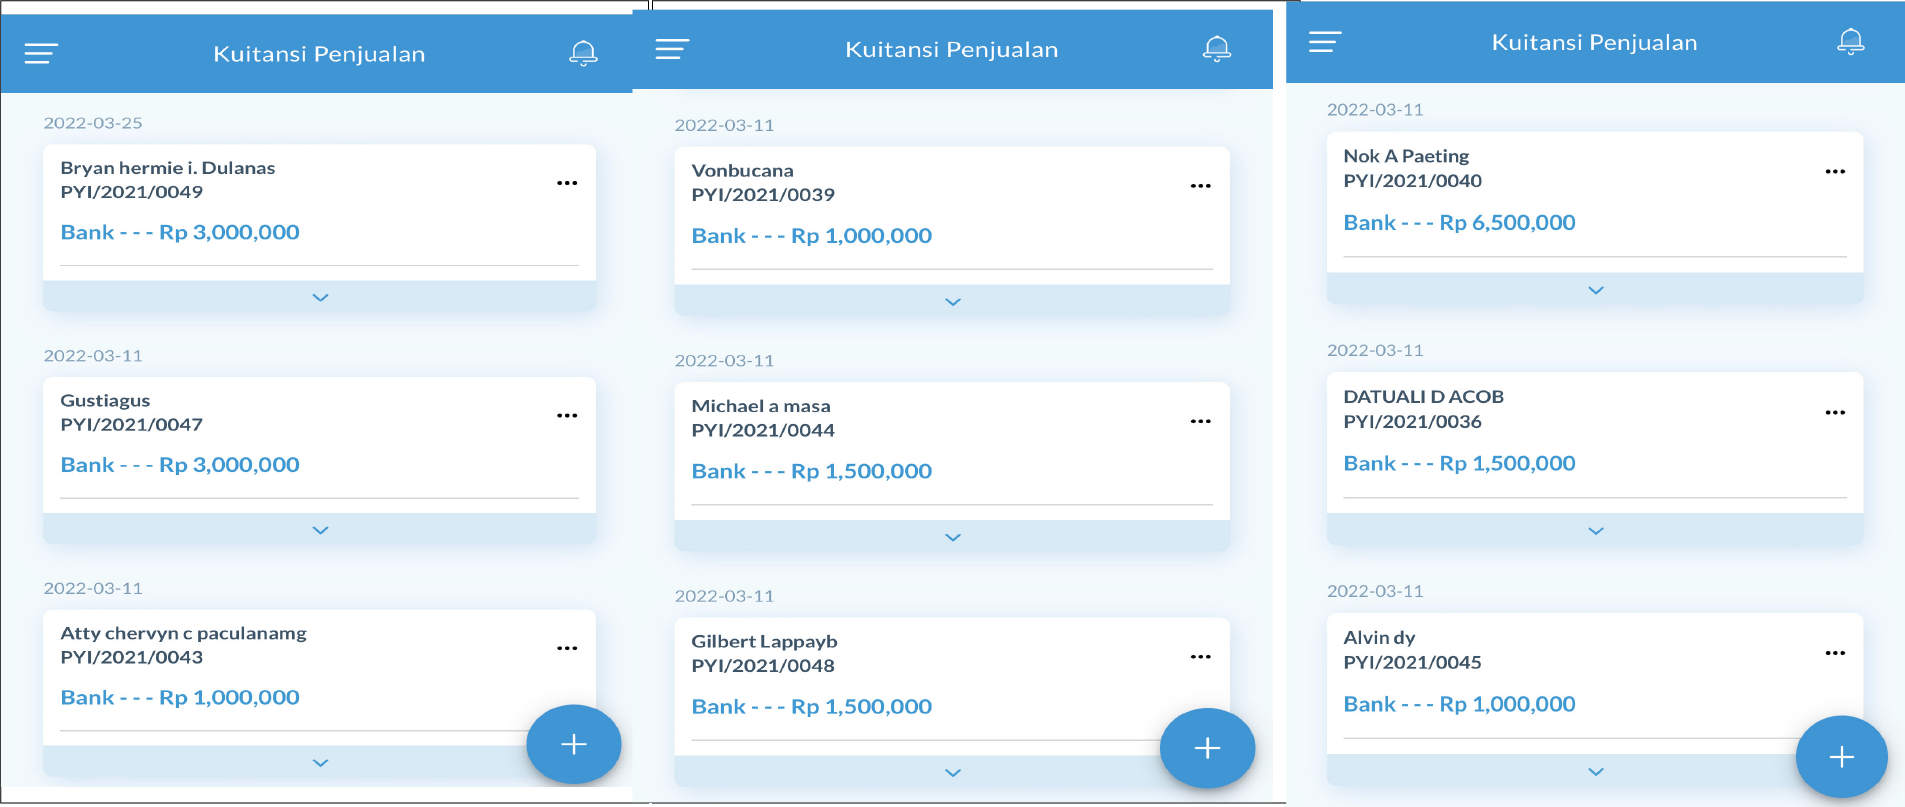 Kuitansi Penjualan
2022-03-25
Bryan hermie i. Dulanas
PYI/2021/0049
Bank - - - Rp 3,000,000
2022-03-11
Gustiagus
PYI/2021/0047
Bank - - - Rp 3,000,000
2022-03-11
Atty chervyn c paculanamg
PYI/2021/0043
Bank - - - Rp 1,000,000
Kuitansi Penjualan
2022-03-11
Vonbucana
PYI/2021/0039
Bank - - - Rp 1,000,000
2022-03-11
Michael a masa
PYI/2021/0044
Bank - - - Rp 1,500,000
2022-03-11
Gilbert Lappayb
PYI/2021/0048
Bank - - - Rp 1,500,000
Kuitansi Penjualan
2022-03-11
Nok A Paeting
PYI/2021/0040
Bank - - - Rp 6,500,000
2022-03-11
DATUALI D ACOB
PYI/2021/0036
Bank - - - Rp 1,500,000
2022-03-11
Alvin dy
PYI/2021/0045
Bank - - - Rp 1,000,000